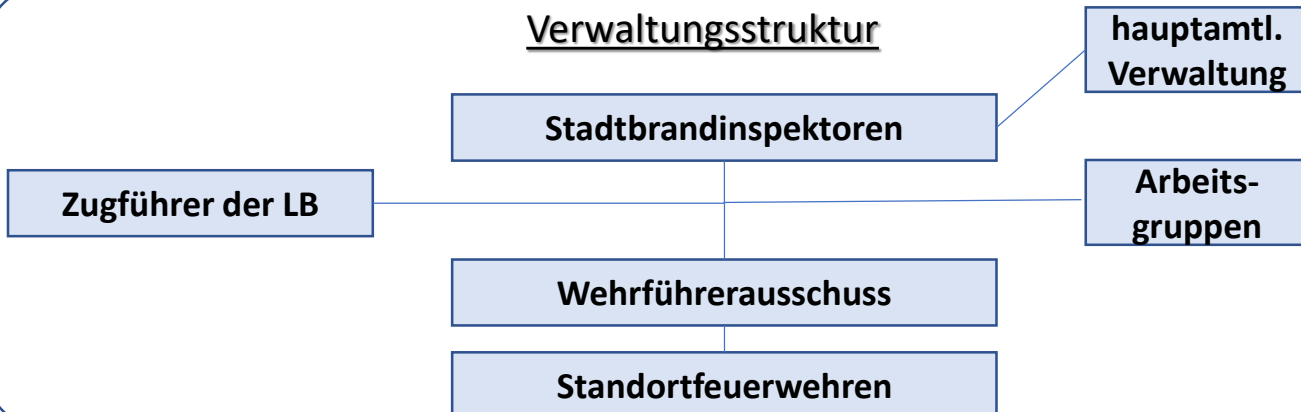 Verwaltungsstruktur
hauptamtl.
Verwaltung
Stadtbrandinspektoren
Zugführer der LB
Arbeits-
gruppen
Wehrführerausschuss
Standortfeuerwehren